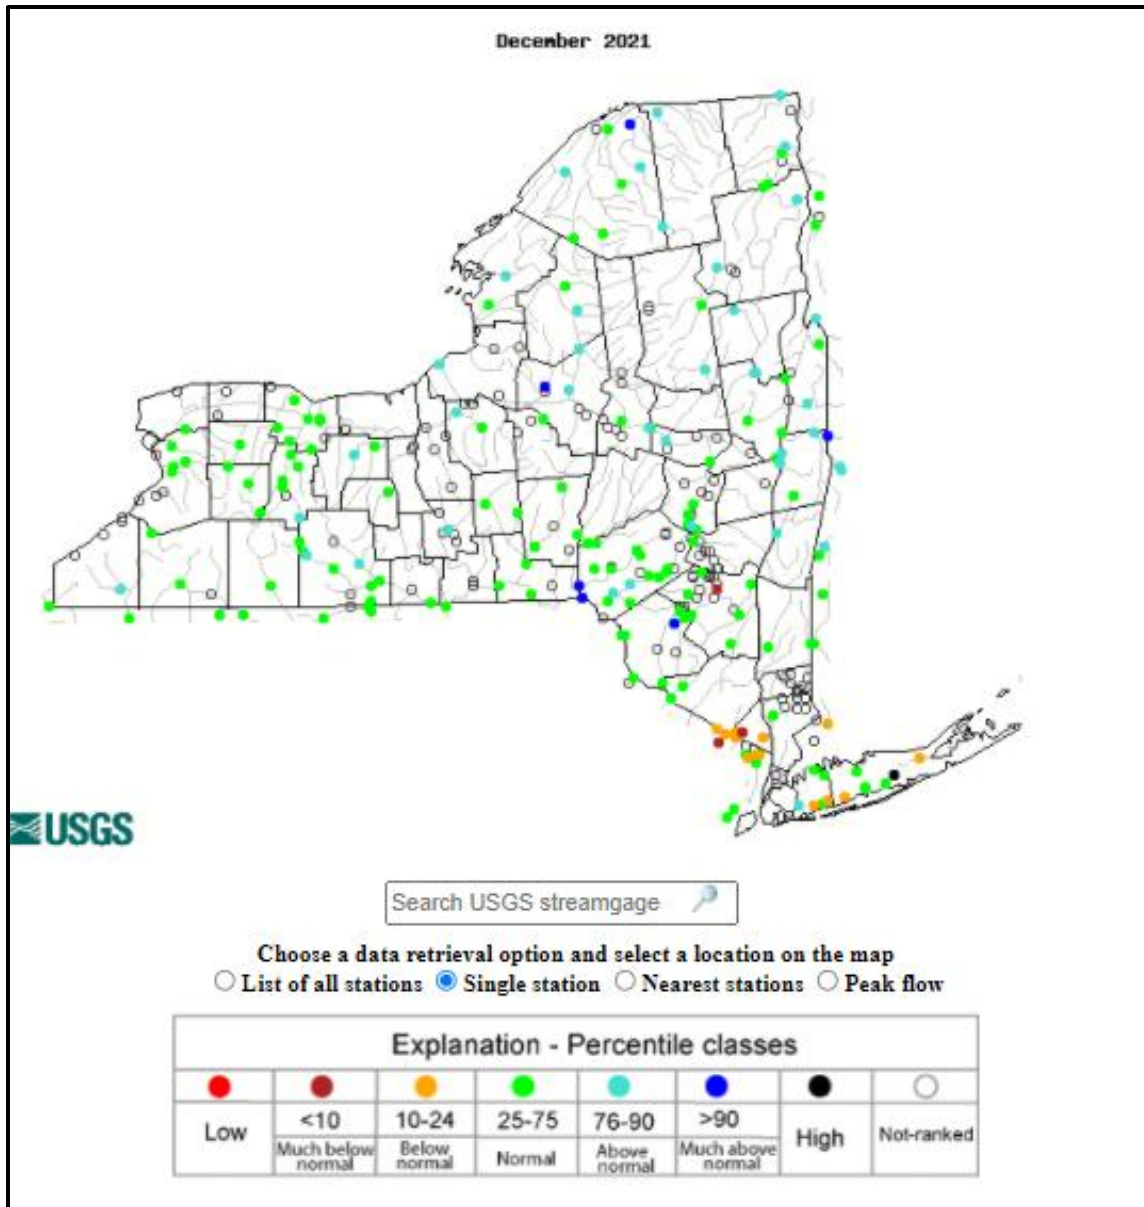 December 2021
USGS
Search USGS streamgage
Choose a data retrieval option and select a location on the map
List of all stations Single station Nearest stations Peak flow
Explanation - Percentile classes
Low <10 10-24 25-75 76-90 >90 High Not-ranked
Much below normal Below normal Normal Above normal Much above normal